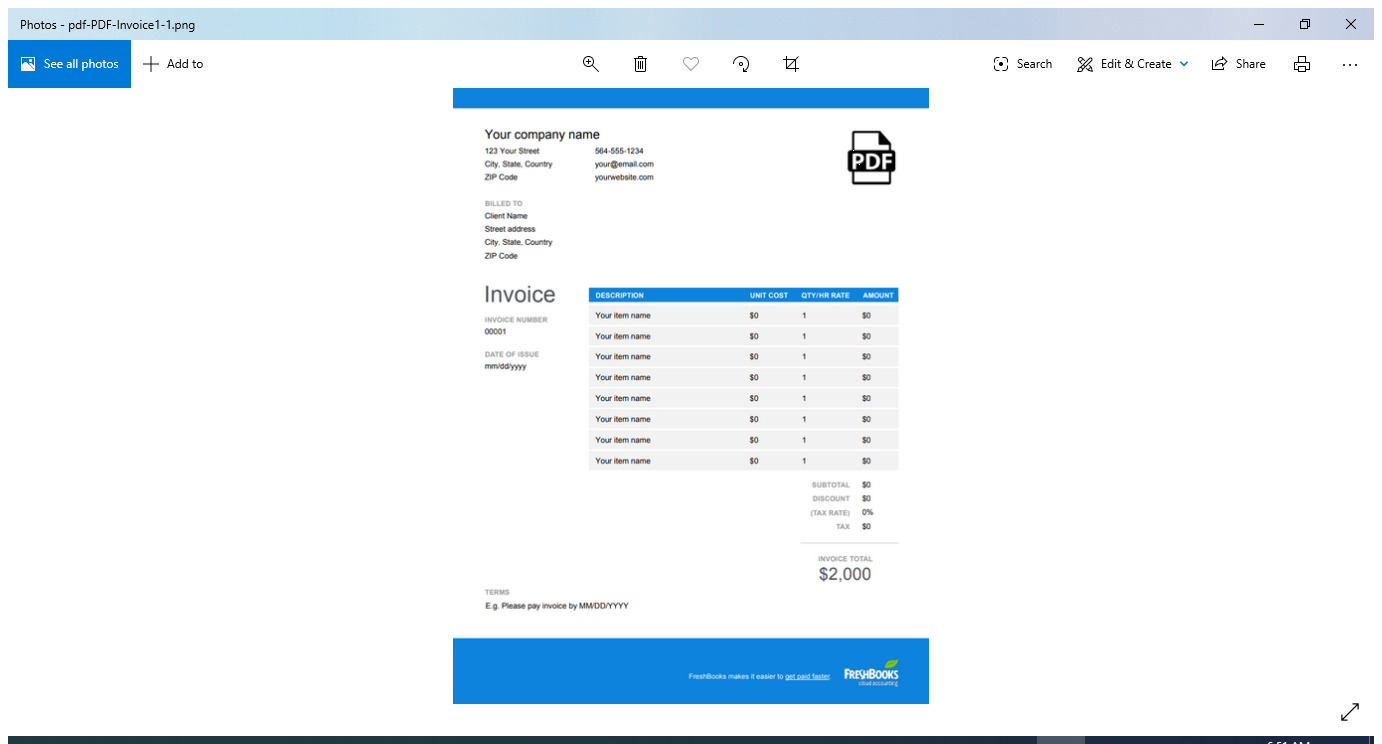 Photos - pdf-PDF-Invoice1-1.png
See all photos
Add to
Search
Edit & Create
Share
Your company name
123 Your Street 564-555-1234
City, State, Country your@email.com
ZIP Code yourwebsite.com
PDF
BILLED TO
Client Name
Street address
City, State, Country
ZIP Code
Invoice
INVOICE NUMBER
00001
DATE OF ISSUE
mm/dd/yyyy
DESCRIPTION UNIT COST QTY/HR RATE AMOUNT
Your item name $0 1 $0
Your item name $0 1 $0
Your item name $0 1 $0
Your item name $0 1 $0
Your item name $0 1 $0
Your item name $0 1 $0
Your item name $0 1 $0
Your item name $0 1 $0
SUBTOTAL $0
DISCOUNT $0
(TAX RATE) 0%
TAX $0
INVOICE TOTAL
$2,000
TERMS
E.g. Please pay invoice by MM/DD/YYYY
FreshBooks makes it easier to get paid faster.
FRESHBOOKS
cloud accounting